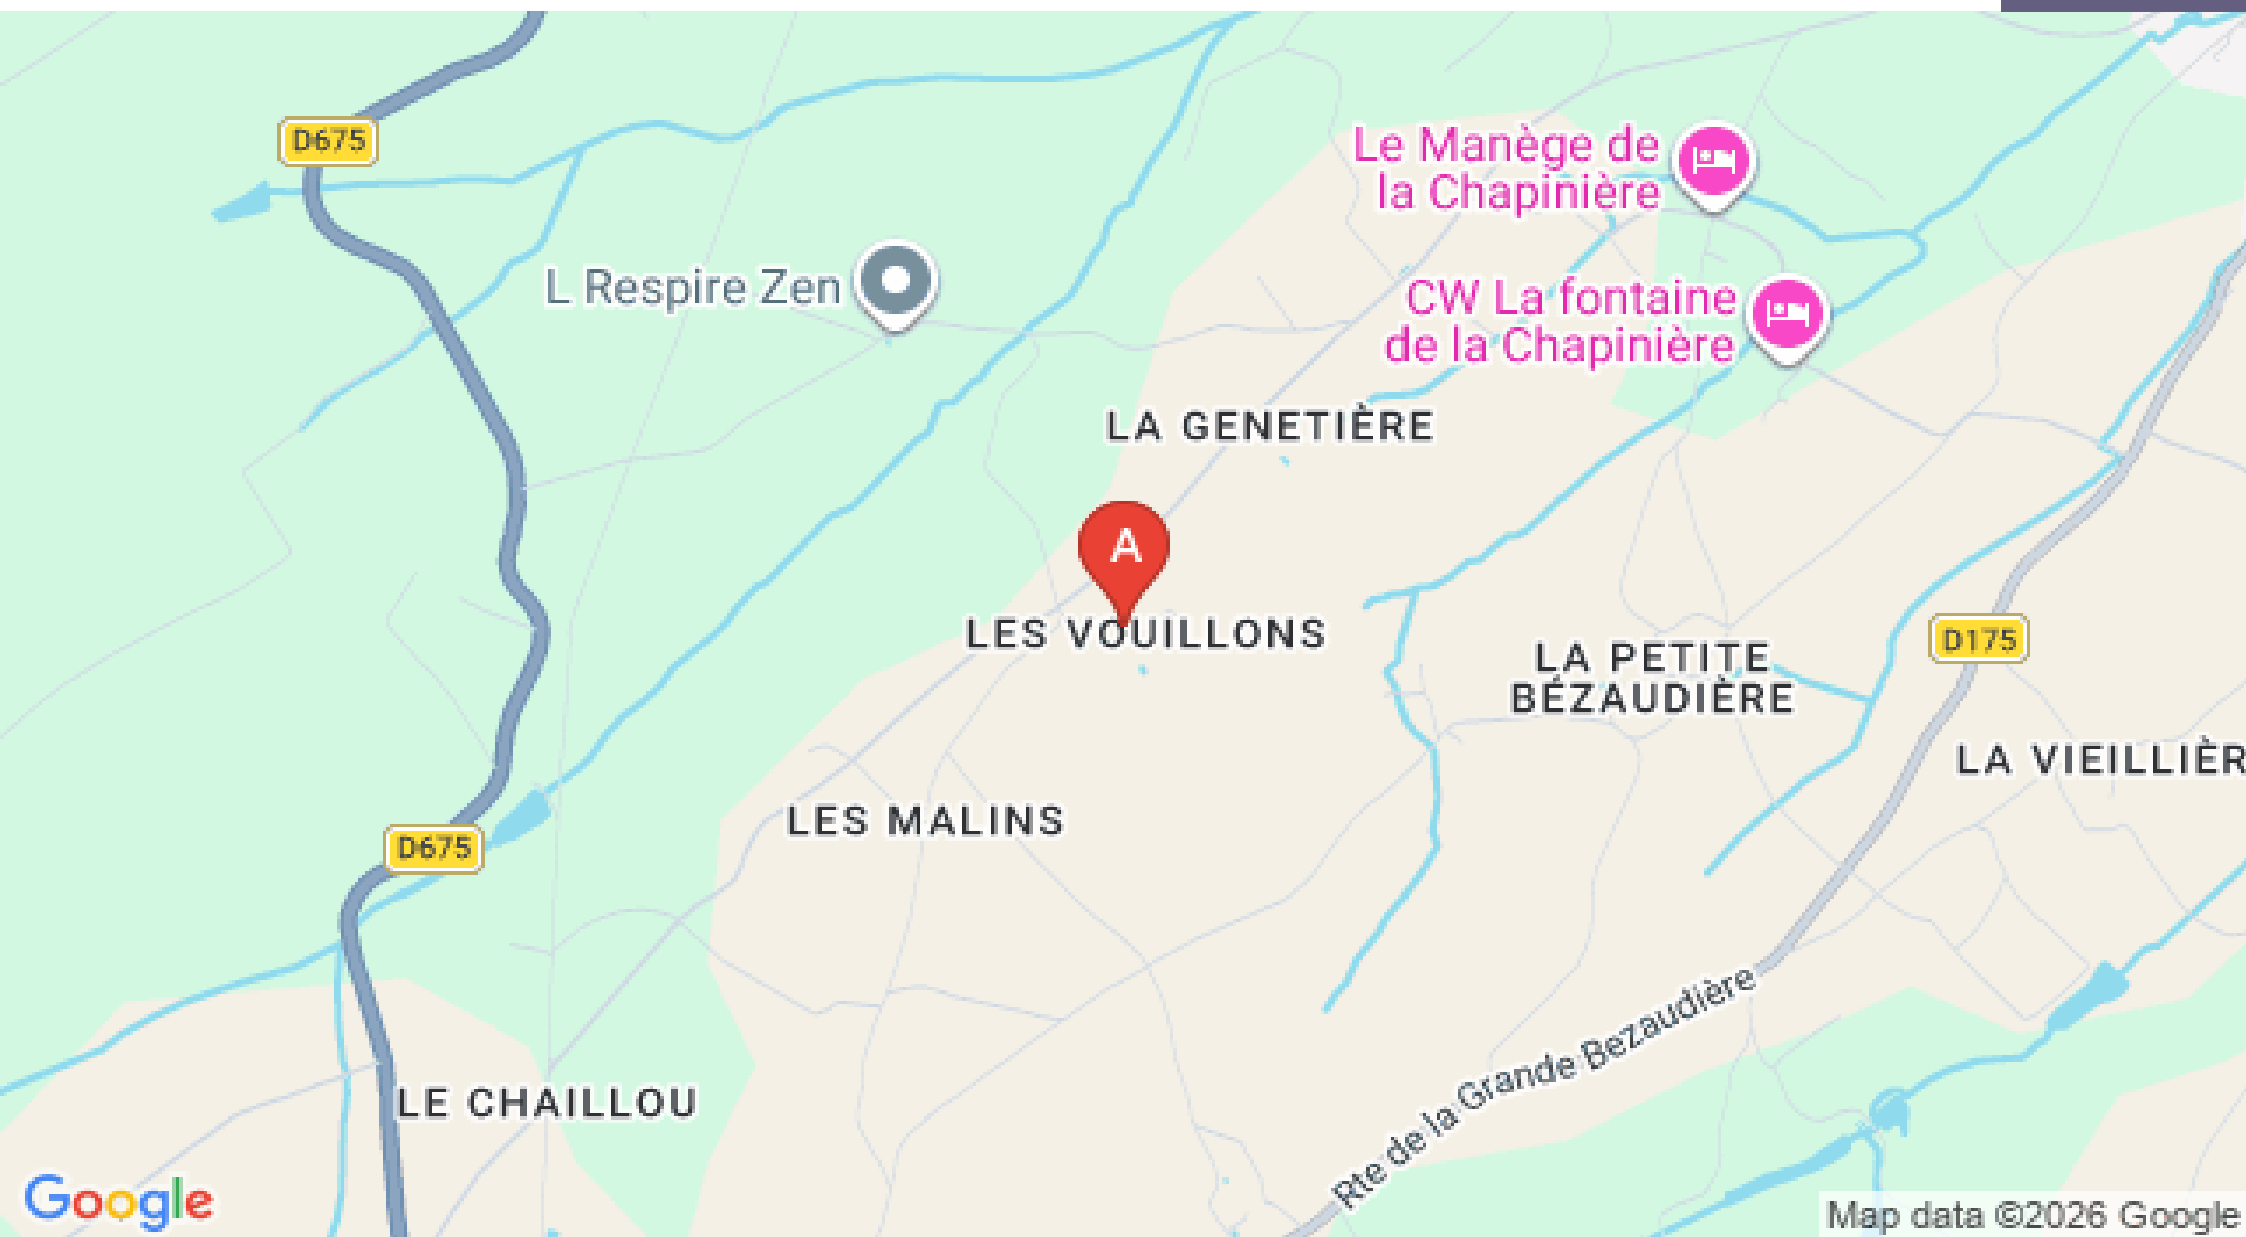 D675
Le Manège de
la Chapinière
L Respire Zen
CW La fontaine
de la Chapinière
LA GENETIÈRE
A
LES VOUILLONS
D175
LA PETITE
BÉZAUDIÈRE
LA VIEILLIÈR
LES MALINS
D675
Rte de la Grande Bezaudière
LE CHAILLOU
Google
Map data ©2026 Google